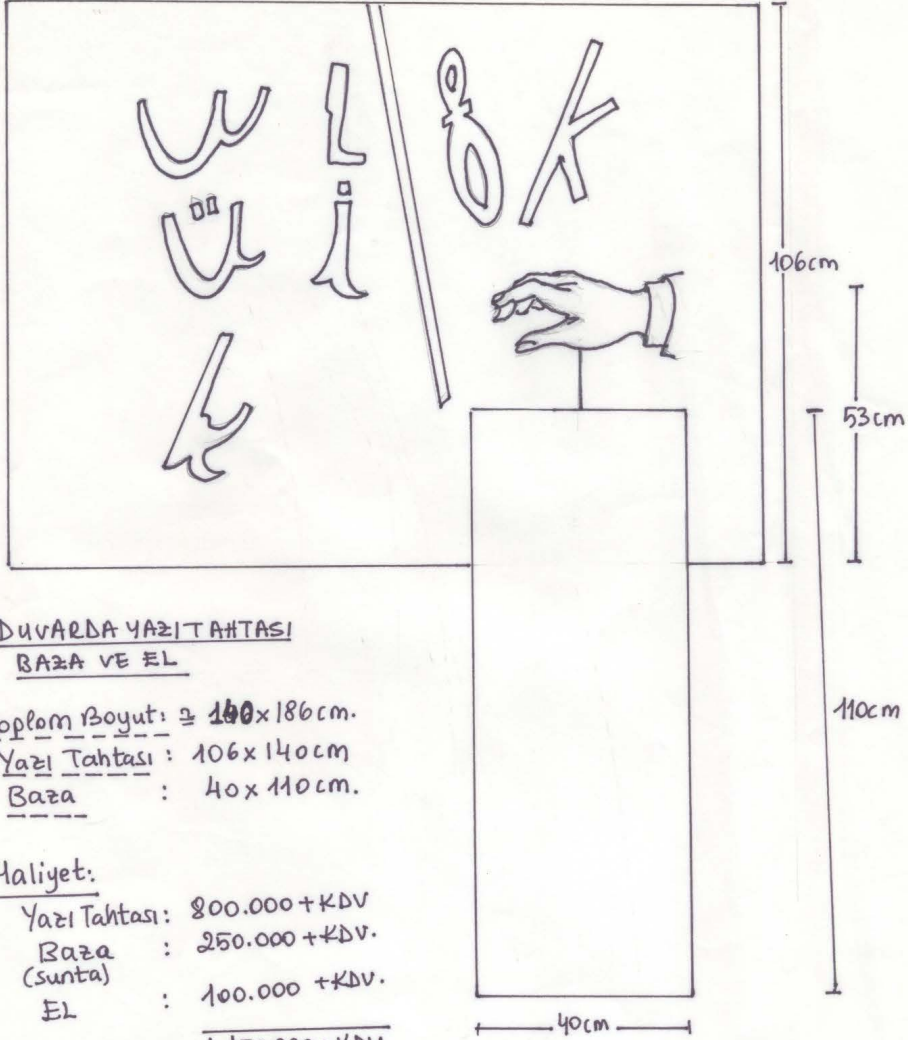 106cm
53cm
110cm
40cm
DUVARDA YAZI TAHTASI
BAZA VE EL
oplam Boyut: ≅ 140x186cm.
Yazı Tahtası : 106x140cm
Baza : 40x110cm.
Haliyet:
Yazı Tahtası: 800.000+KDV
Baza : 250.000+KDV.
(sunta)
EL : 100.000 +KDV.